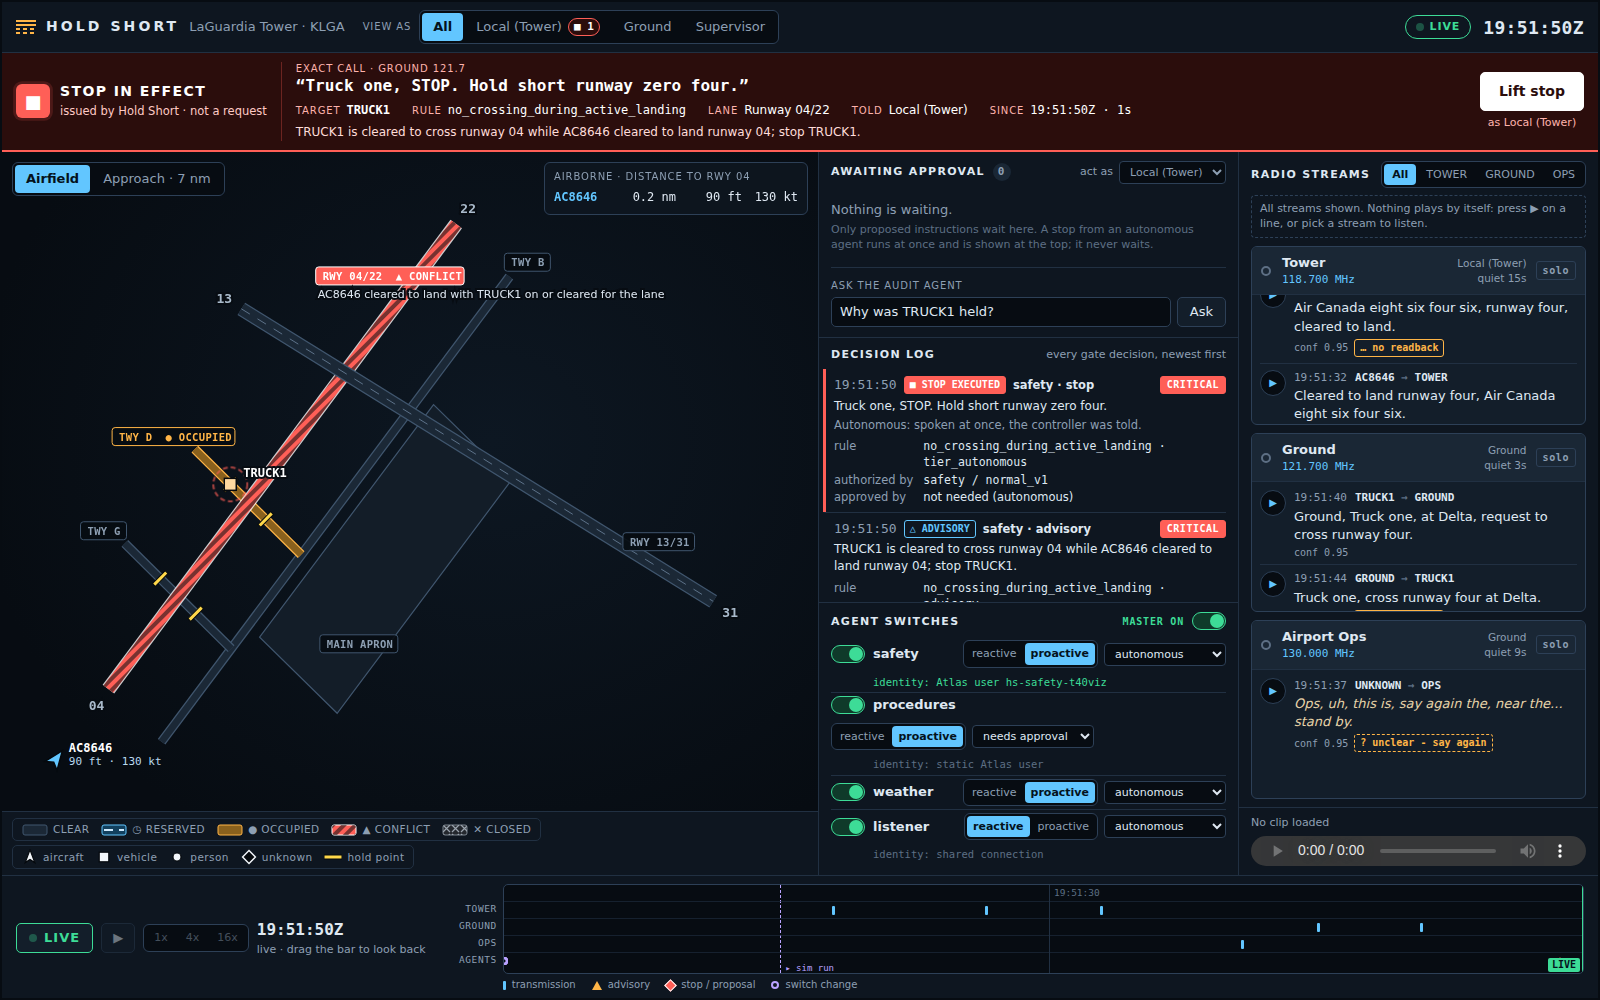 HOLD SHORT LaGuardia Tower · KLGA VIEW AS All Local (Tower) ■ 1 Ground Supervisor LIVE 19:51:50Z
STOP IN EFFECT
issued by Hold Short · not a request
EXACT CALL · GROUND 121.7
“Truck one, STOP. Hold short runway zero four.”
TARGET TRUCK1 RULE no_crossing_during_active_landing LANE Runway 04/22 TOLD Local (Tower) SINCE 19:51:50Z · 1s
TRUCK1 is cleared to cross runway 04 while AC8646 cleared to land runway 04; stop TRUCK1.
Lift stop
as Local (Tower)
Airfield Approach · 7 nm
AIRBORNE · DISTANCE TO RWY 04
AC8646 0.2 nm 90 ft 130 kt
22
TWY B
RWY 04/22 ▲ CONFLICT
AC8646 cleared to land with TRUCK1 on or cleared for the lane
13
TWY D ● OCCUPIED
TRUCK1
TWY G
RWY 13/31
31
MAIN APRON
04
AC8646
90 ft · 130 kt
CLEAR ◷ RESERVED ● OCCUPIED ▲ CONFLICT ✕ CLOSED
aircraft vehicle person unknown hold point
AWAITING APPROVAL 0 act as Local (Tower)
Nothing is waiting.
Only proposed instructions wait here. A stop from an autonomous
agent runs at once and is shown at the top; it never waits.
ASK THE AUDIT AGENT
Why was TRUCK1 held? Ask
DECISION LOG every gate decision, newest first
19:51:50 ■ STOP EXECUTED safety · stop CRITICAL
Truck one, STOP. Hold short runway zero four.
Autonomous: spoken at once, the controller was told.
rule no_crossing_during_active_landing ·
tier_autonomous
authorized by safety / normal_v1
approved by not needed (autonomous)
19:51:50 △ ADVISORY safety · advisory CRITICAL
TRUCK1 is cleared to cross runway 04 while AC8646 cleared to
land runway 04; stop TRUCK1.
rule no_crossing_during_active_landing ·
AGENT SWITCHES MASTER ON
safety reactive proactive autonomous
identity: Atlas user hs-safety-t40viz
procedures
reactive proactive needs approval
identity: static Atlas user
weather reactive proactive autonomous
listener reactive proactive autonomous
identity: shared connection
RADIO STREAMS All TOWER GROUND OPS
All streams shown. Nothing plays by itself: press ▶ on a
line, or pick a stream to listen.
Tower Local (Tower) solo
118.700 MHz quiet 15s
Air Canada eight six four six, runway four,
cleared to land.
conf 0.95 … no readback
19:51:32 AC8646 → TOWER
Cleared to land runway four, Air Canada
eight six four six.
Ground Ground solo
121.700 MHz quiet 3s
19:51:40 TRUCK1 → GROUND
Ground, Truck one, at Delta, request to
cross runway four.
conf 0.95
19:51:44 GROUND → TRUCK1
Truck one, cross runway four at Delta.
Airport Ops Ground solo
130.000 MHz quiet 9s
19:51:37 UNKNOWN → OPS
Ops, uh, this is, say again the, near the…
stand by.
conf 0.95 ? unclear - say again
No clip loaded
0:00 / 0:00
LIVE ▶ 1x 4x 16x 19:51:50Z
live · drag the bar to look back
19:51:30
TOWER
GROUND
OPS
AGENTS
▸ sim run
LIVE
transmission advisory stop / proposal switch change